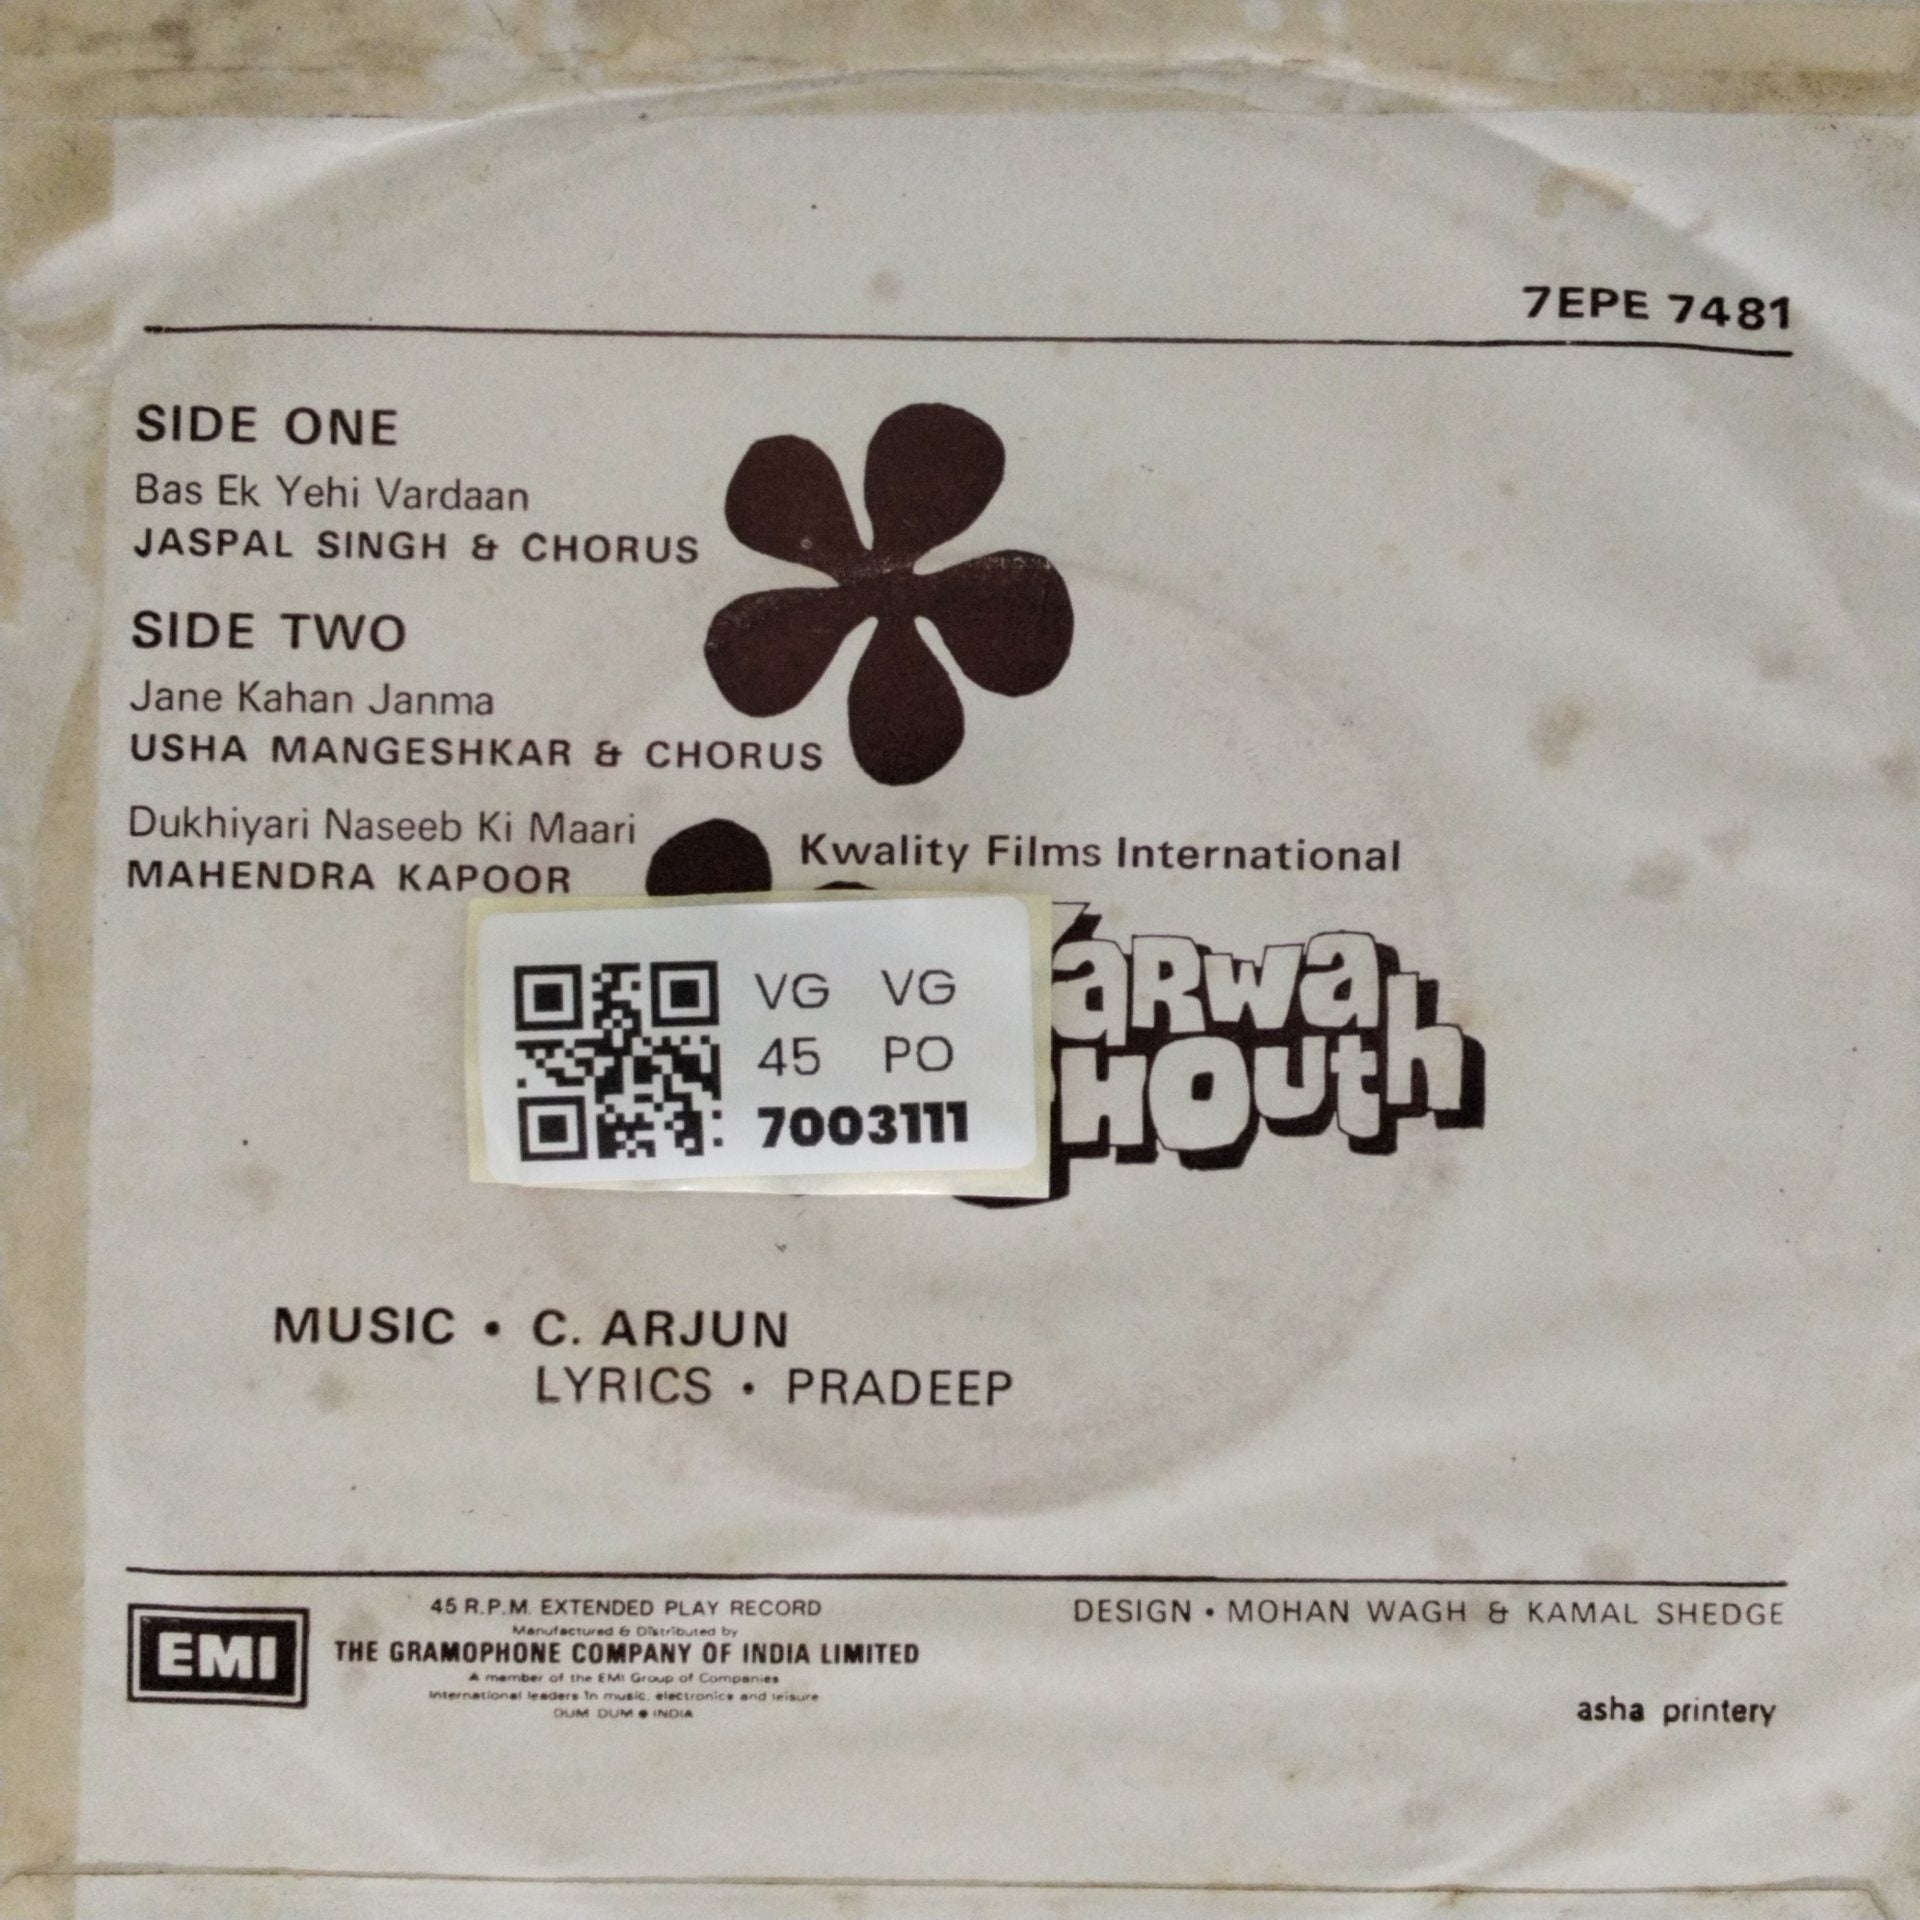 7EPE 7481
SIDE ONE
Bas Ek Yehi Vardaan
JASPAL SINGH & CHORUS
SIDE TWO
Jane Kahan Janma
USHA MANGESHKAR & CHORUS
Dukhiyari Naseeb Ki Maari
MAHENDRA KAPOOR
Kwality Films International
VG VG
45 PO
7003111
MUSIC • C. ARJUN
LYRICS • PRADEEP
EMI
45 R.P.M. EXTENDED PLAY RECORD
Manufactured & Distributed by
THE GRAMOPHONE COMPANY OF INDIA LIMITED
A member of the EMI Group of Companies
International leaders in music, electronics and leisure
DUM DUM ● INDIA
DESIGN • MOHAN WAGH & KAMAL SHEDGE
asha printery